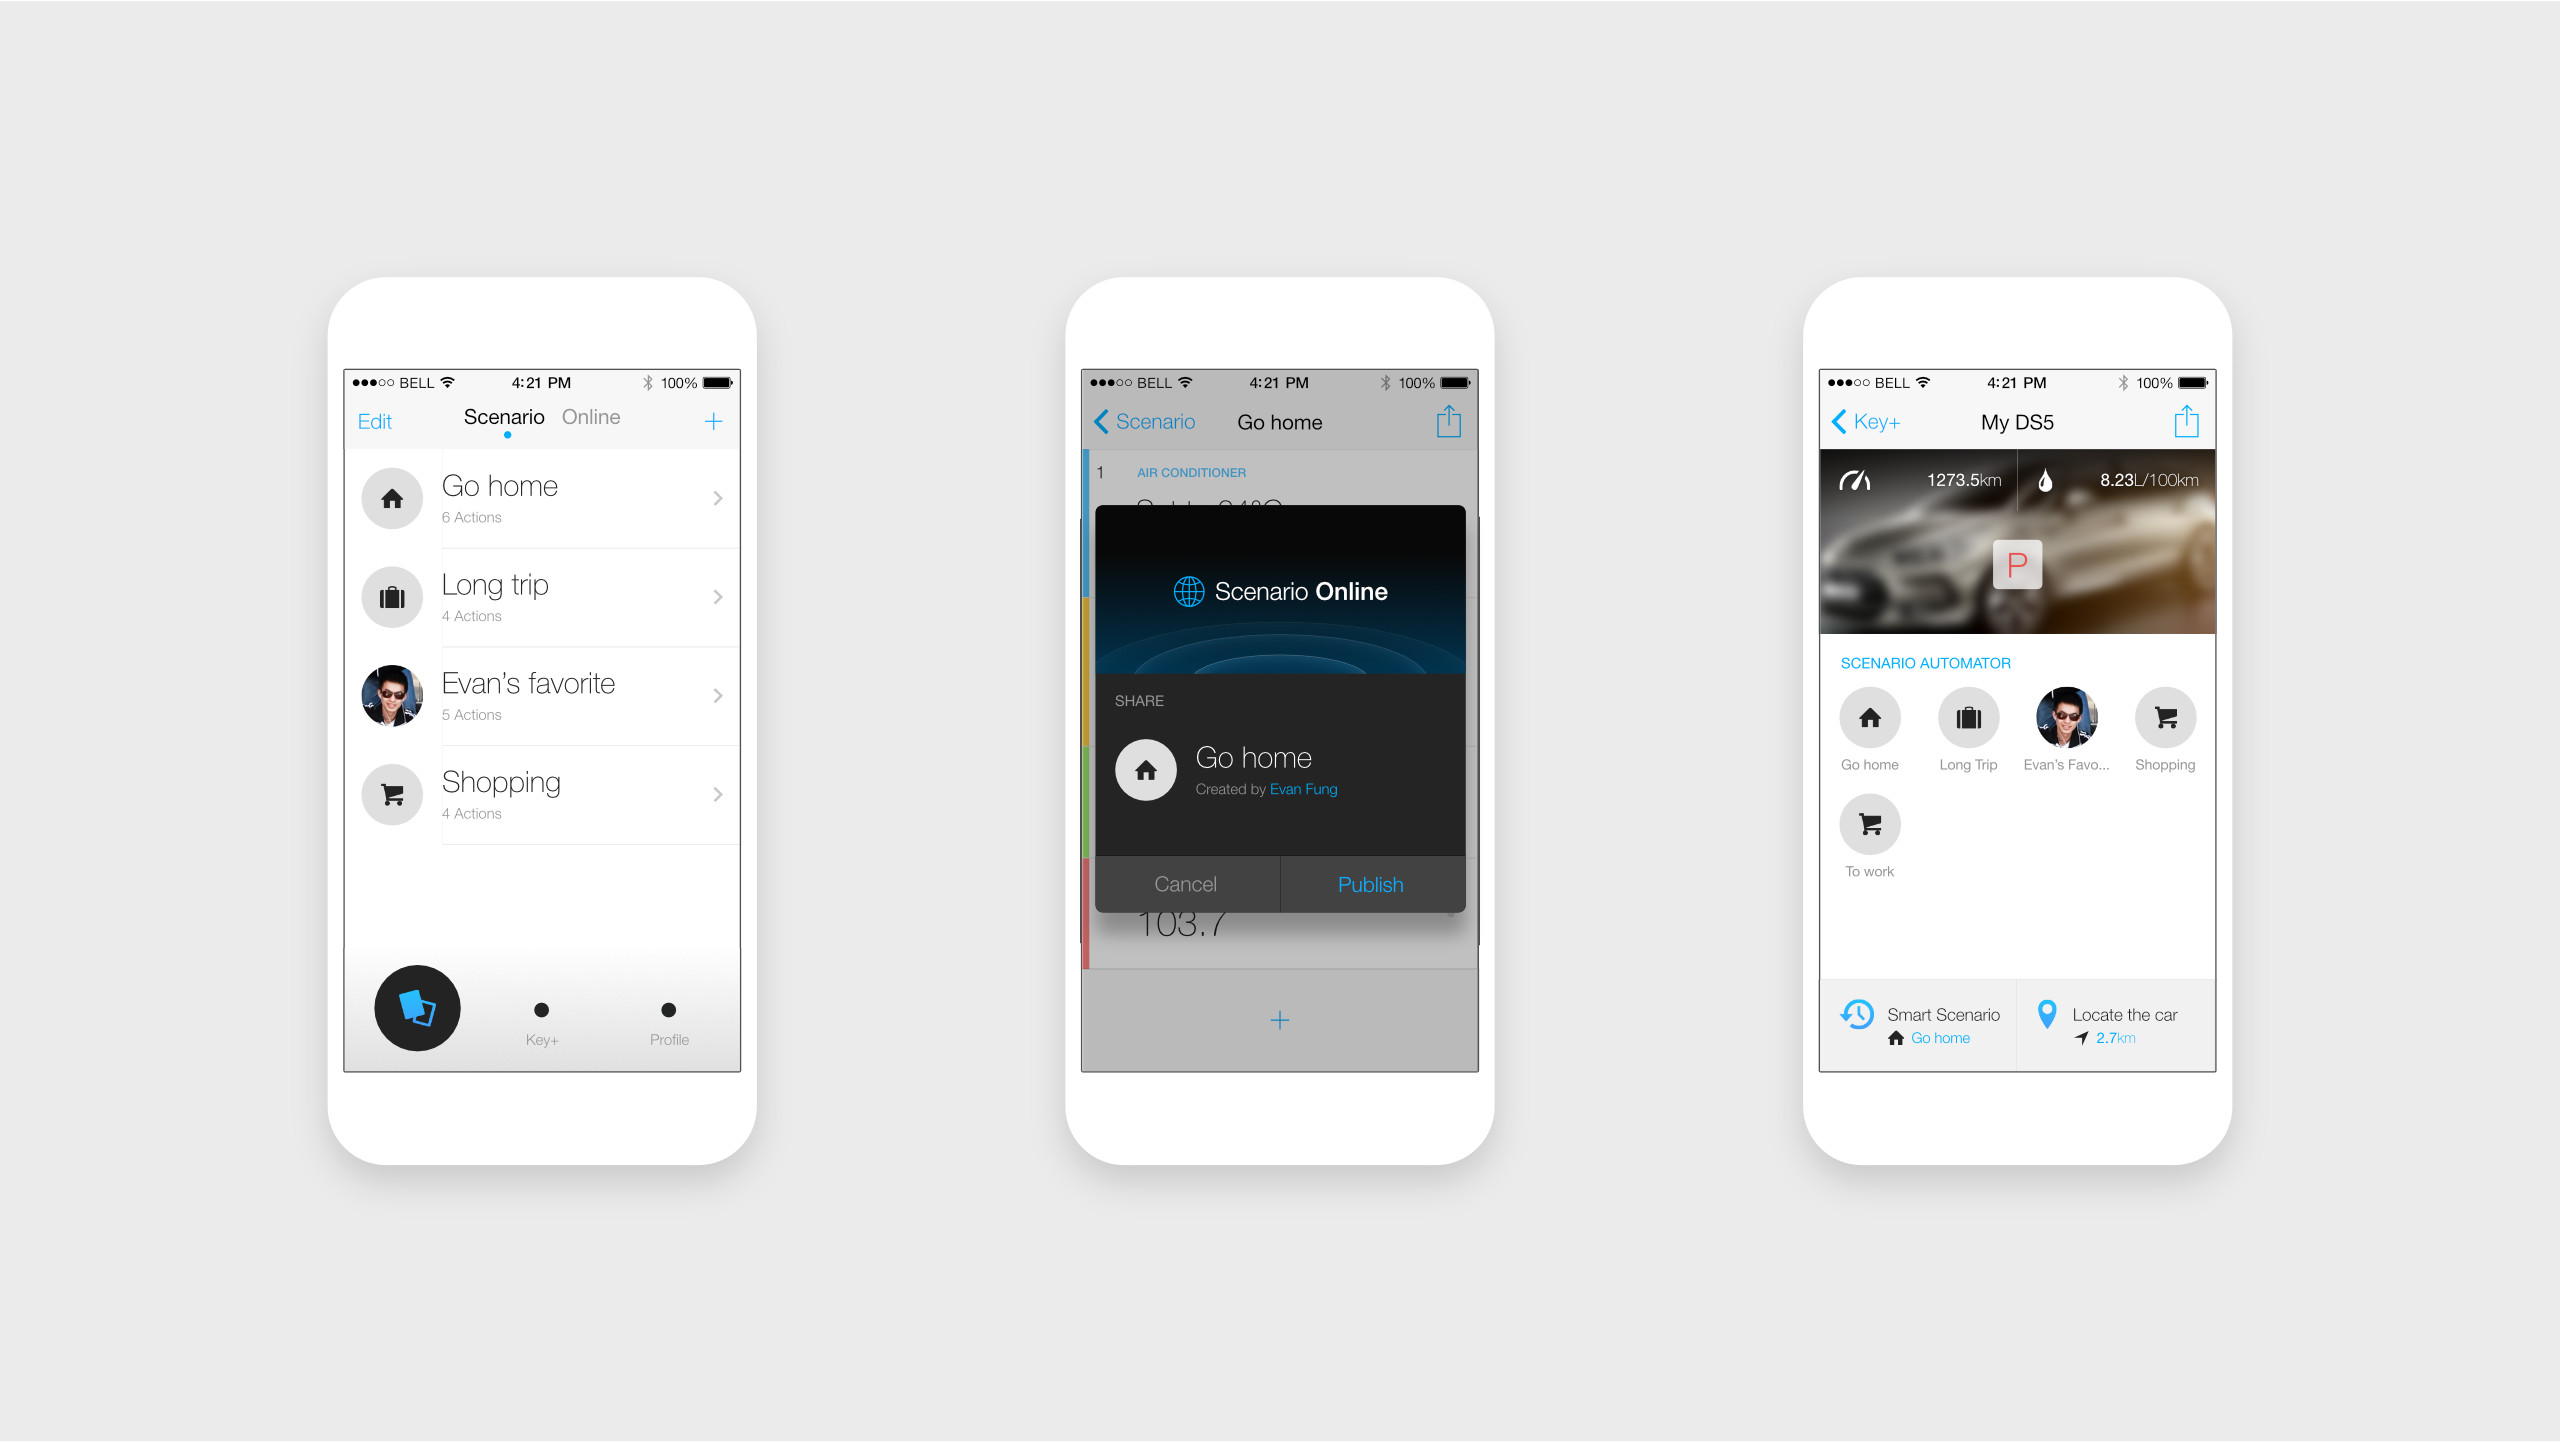 BELL 4:21 PM 100%
Edit Scenario Online +
Go home
6 Actions
Long trip
4 Actions
Evan's favorite
5 Actions
Shopping
4 Actions
Key+ Profile
BELL 4:21 PM 100%
Scenario Go home
1 AIR CONDITIONER
Scenario Online
SHARE
Go home
Created by Evan Fung
Cancel Publish
103.7
+
BELL 4:21 PM 100%
Key+ My DS5
1273.5km 8.23L/100km
P
SCENARIO AUTOMATOR
Go home Long Trip Evan's Favo... Shopping
To work
Smart Scenario Locate the car
Go home 2.7km